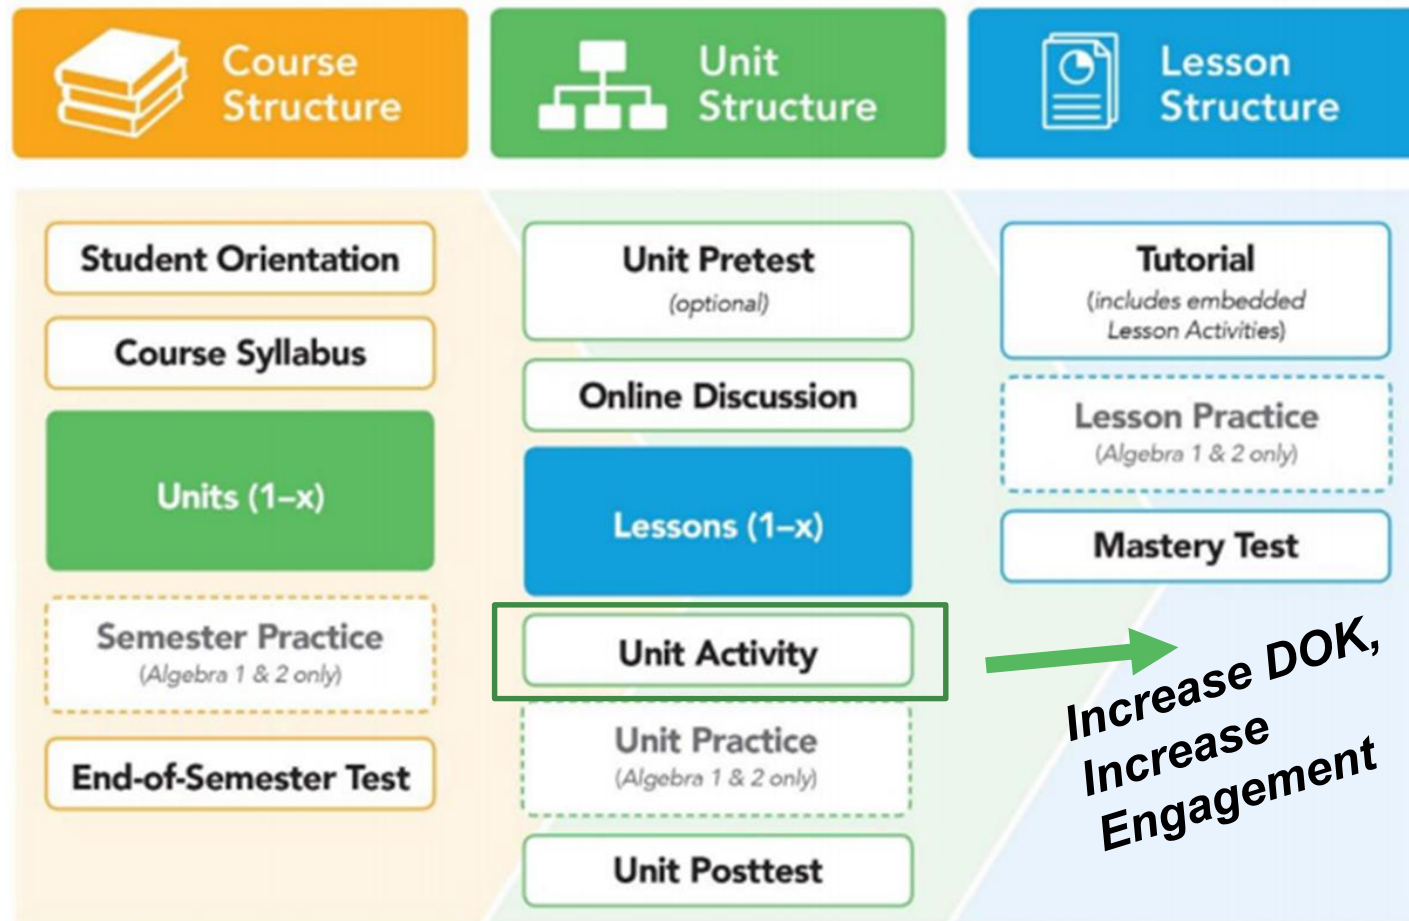 Course
Structure
Unit
Structure
Lesson
Structure
Student Orientation
Course Syllabus
Units (1–x)
Semester Practice
(Algebra 1 & 2 only)
End-of-Semester Test
Unit Pretest
(optional)
Online Discussion
Lessons (1–x)
Unit Activity
Unit Practice
(Algebra 1 & 2 only)
Unit Posttest
Tutorial
(includes embedded
Lesson Activities)
Lesson Practice
(Algebra 1 & 2 only)
Mastery Test
Increase DOK,
Increase
Engagement